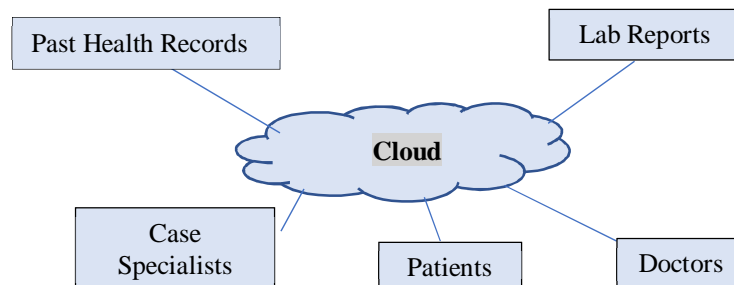 Past Health Records
Lab Reports
Cloud
Case
Specialists
Patients
Doctors